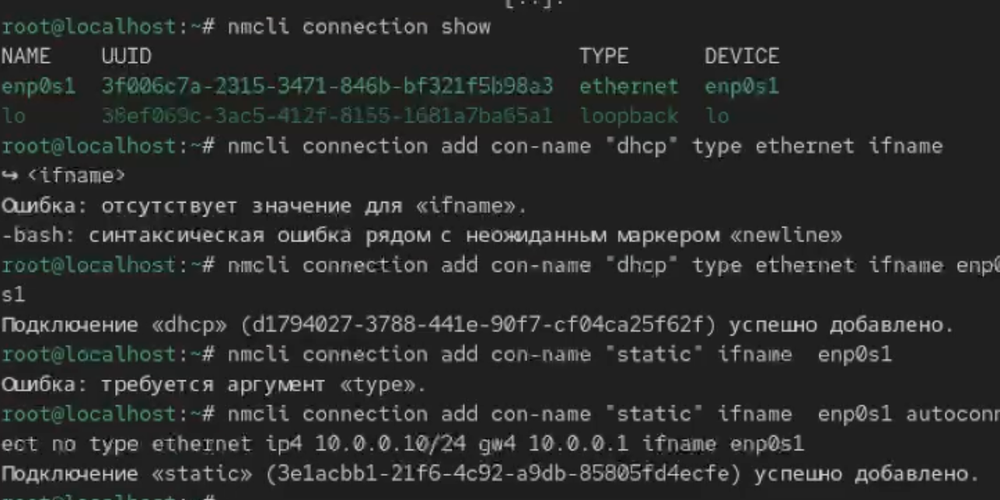 root@localhost:~# nmcli connection show
NAME    UUID                                  TYPE      DEVICE
enp0s1  3f006c7a-2315-3471-846b-bf321f5b98a3  ethernet  enp0s1
lo      38ef069c-3ac5-412f-8155-1681a7ba65a1  loopback  lo
root@localhost:~# nmcli connection add con-name "dhcp" type ethernet ifname
↪ <ifname>
Ошибка: отсутствует значение для «ifname».
-bash: синтаксическая ошибка рядом с неожиданным маркером «newline»
root@localhost:~# nmcli connection add con-name "dhcp" type ethernet ifname enp0
s1
Подключение «dhcp» (d1794027-3788-441e-90f7-cf04ca25f62f) успешно добавлено.
root@localhost:~# nmcli connection add con-name "static" ifname  enp0s1
Ошибка: требуется аргумент «type».
root@localhost:~# nmcli connection add con-name "static" ifname  enp0s1 autoconn
ect no type ethernet ip4 10.0.0.10/24 gw4 10.0.0.1 ifname enp0s1
Подключение «static» (3e1acbb1-21f6-4c92-a9db-85805fd4ecfe) успешно добавлено.